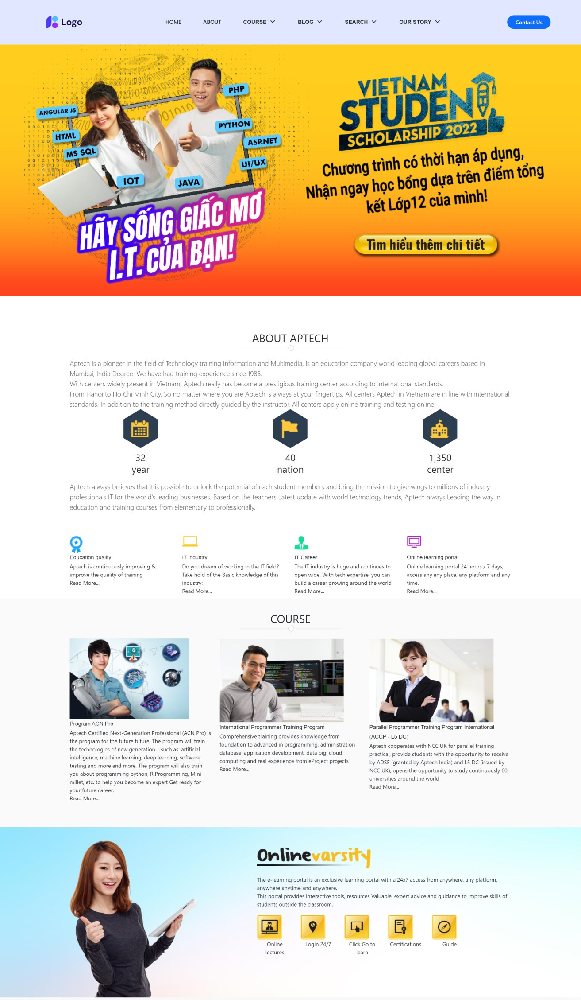 Logo
HOME ABOUT COURSE BLOG SEARCH OUR STORY Contact Us
ANGULAR JS
HTML
MS SQL
IOT
JAVA
PHP
PYTHON
ASP.NET
UI/UX
HÃY SỐNG GIẤC MƠ
I.T. CỦA BẠN!
VIETNAM
STUDENT
SCHOLARSHIP 2022
Chương trình có thời hạn áp dụng,
Nhận ngay học bổng dựa trên điểm tổng
kết Lớp12 của mình!
Tìm hiểu thêm chi tiết
ABOUT APTECH
Aptech is a pioneer in the field of Technology training Information and Multimedia, is an education company world leading global careers based in
Mumbai, India Degree. We have had training experience since 1986.
With centers widely present in Vietnam, Aptech really has become a prestigious training center according to international standards.
From Hanoi to Ho Chi Minh City. So no matter where you are Aptech is always at your fingertips. All centers Aptech in Vietnam are in line with international
standards. In addition to the training method directly guided by the instructor, All centers apply online training and testing online.
32
year
40
nation
1,350
center
Aptech always believes that it is possible to unlock the potential of each student members and bring the mission to give wings to millions of industry
professionals IT for the world's leading businesses. Based on the teachers Latest update with world technology trends, Aptech always Leading the way in
education and training courses from elementary to professionally.
Education quality
Aptech is continuously improving &
improve the quality of training
Read More...
IT industry
Do you dream of working in the IT field?
Take hold of the Basic knowledge of this
industry:
Read More...
IT Career
The IT industry is huge and continues to
open wide. With tech expertise, you can
build a career growing around the world.
Read More...
Online learning portal
Online learning portal 24 hours / 7 days,
access any any place, any platform and any
time.
Read More...
COURSE
Program ACN Pro
Aptech Certified Next-Generation Professional (ACN Pro) is
the program for the future future. The program will train
the technologies of new generation – such as: artificial
intelligence, machine learning, deep learning, software
testing and more and more. The program will also train
you about programming python, R Programming, Mini
millet, etc. to help you become an expert Get ready for
your future career.
Read More...
International Programmer Training Program
Comprehensive training provides knowledge from
foundation to advanced in programming, administration
database, application development, data big, cloud
computing and real experience from eProject projects
Read More...
Parallel Programmer Training Program International
(ACCP - L5 DC)
Aptech cooperates with NCC UK for parallel training
practical, provide students with the opportunity to receive
by ADSE (granted by Aptech India) and L5 DC (issued by
NCC UK), opens the opportunity to study continuously 60
universities around the world
Read More...
Onlinevarsity
The e-learning portal is an exclusive learning portal with a 24x7 access from anywhere, any platform,
anywhere anytime and anywhere.
This portal provides interactive tools, resources Valuable, expert advice and guidance to improve skills of
students outside the classroom.
Online
lectures
Login 24/7
Click Go to
learn
Certifications
Guide